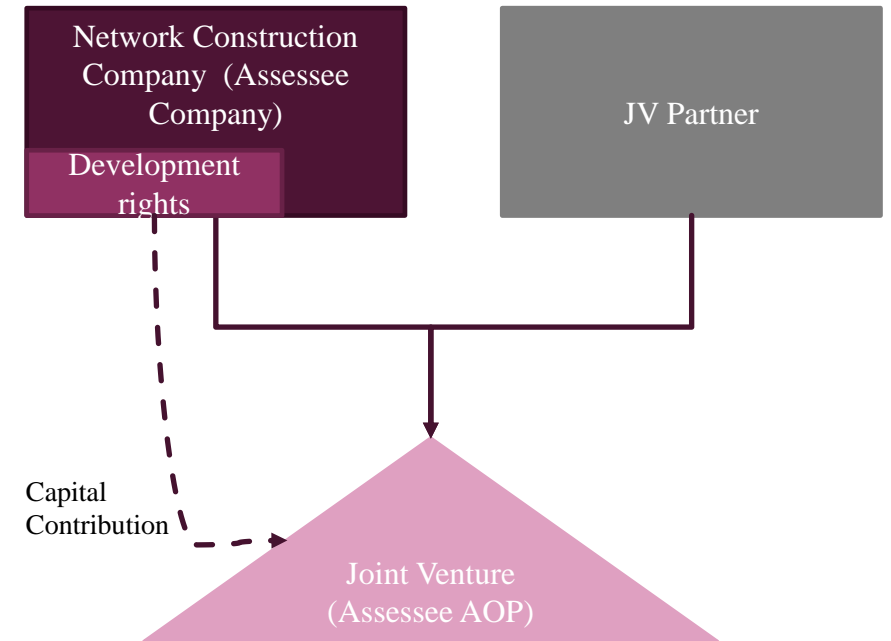 Network Construction
Company (Assessee
Company)
JV Partner
Development
rights
Capital
Contribution
Joint Venture
(Assessee AOP)